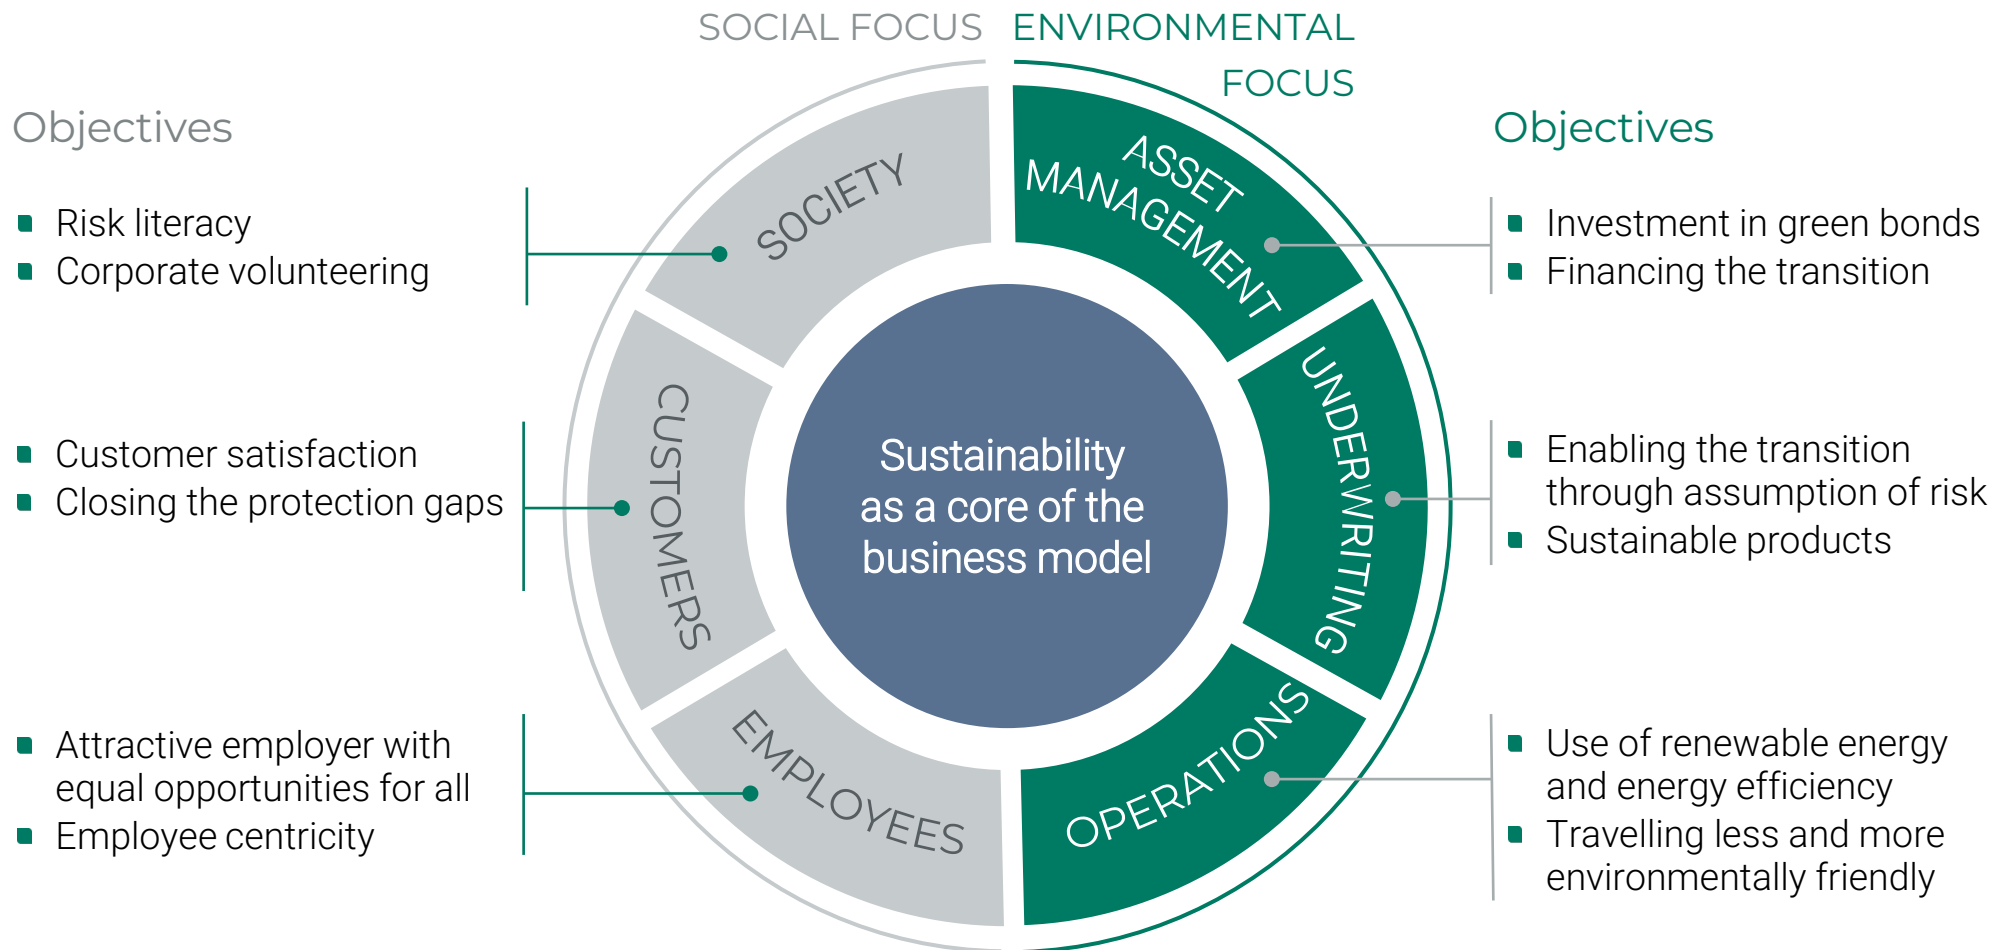 SOCIAL FOCUS
ENVIRONMENTAL
FOCUS
Objectives
Risk literacy
Corporate volunteering
Customer satisfaction
Closing the protection gaps
Attractive employer with
equal opportunities for all
Employee centricity
SOCIETY
CUSTOMERS
EMPLOYEES
Sustainability
as a core of the
business model
ASSET
MANAGEMENT
UNDERWRITING
OPERATIONS
Objectives
Investment in green bonds
Financing the transition
Enabling the transition
through assumption of risk
Sustainable products
Use of renewable energy
and energy efficiency
Travelling less and more
environmentally friendly